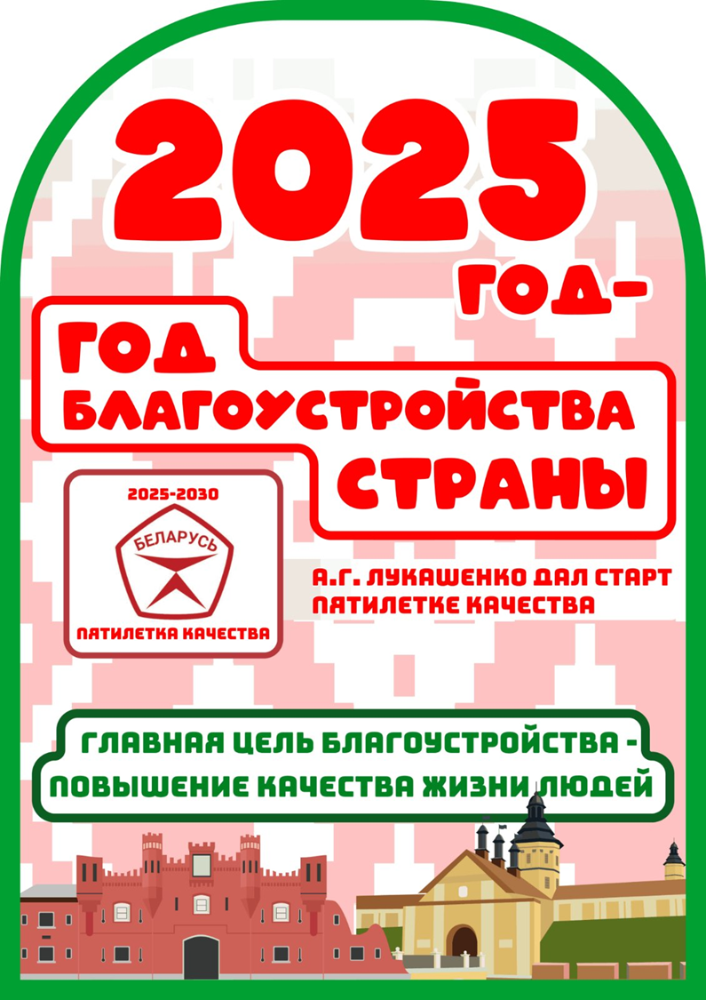 2025
ГОД-
ГОД
БЛАГОУСТРОЙСТВА
СТРАНЫ
2025-2030
БЕЛАРУСЬ
ПЯТИЛЕТКА КАЧЕСТВА
А.Г. ЛУКАШЕНКО ДАЛ СТАРТ
ПЯТИЛЕТКЕ КАЧЕСТВА
ГЛАВНАЯ ЦЕЛЬ БЛАГОУСТРОЙСТВА -
ПОВЫШЕНИЕ КАЧЕСТВА ЖИЗНИ ЛЮДЕЙ